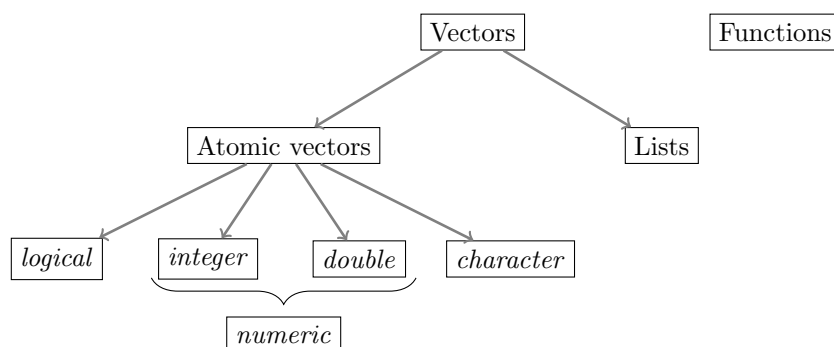 Vectors
Functions
Atomic vectors
Lists
logical
integer
double
character
numeric